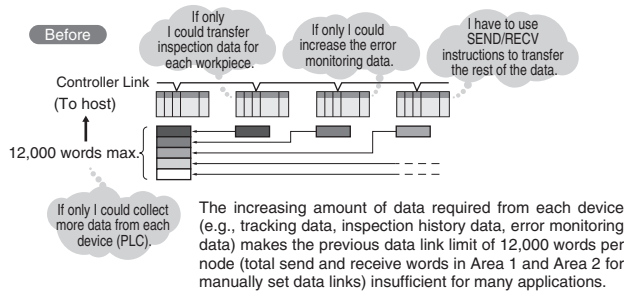 Before
If only
I could transfer
inspection data for
each workpiece.
If only I could
increase the error
monitoring data.
I have to use
SEND/RECV
instructions to transfer
the rest of the data.
Controller Link
(To host)
12,000 words max.
If only I could collect
more data from each
device (PLC).
The increasing amount of data required from each device
(e.g., tracking data, inspection history data, error monitoring
data) makes the previous data link limit of 12,000 words per
node (total send and receive words in Area 1 and Area 2 for
manually set data links) insufficient for many applications.